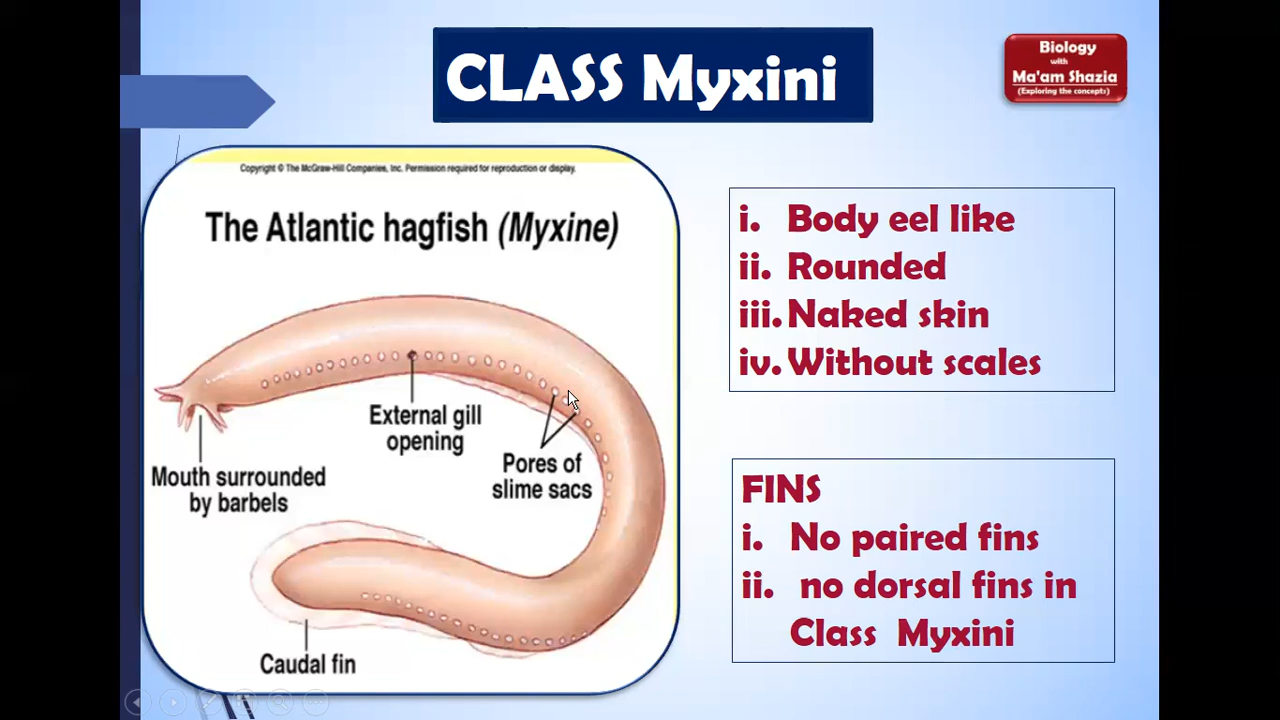 CLASS Myxini
Biology
with
Ma'am Shazia
(Exploring the concepts)
Copyright © The McGraw-Hill Companies, Inc. Permission required for reproduction or display.
The Atlantic hagfish (Myxine)
External gill
opening
Pores of
slime sacs
Mouth surrounded
by barbels
Caudal fin
i. Body eel like
ii. Rounded
iii. Naked skin
iv. Without scales
FINS
i. No paired fins
ii. no dorsal fins in
Class Myxini